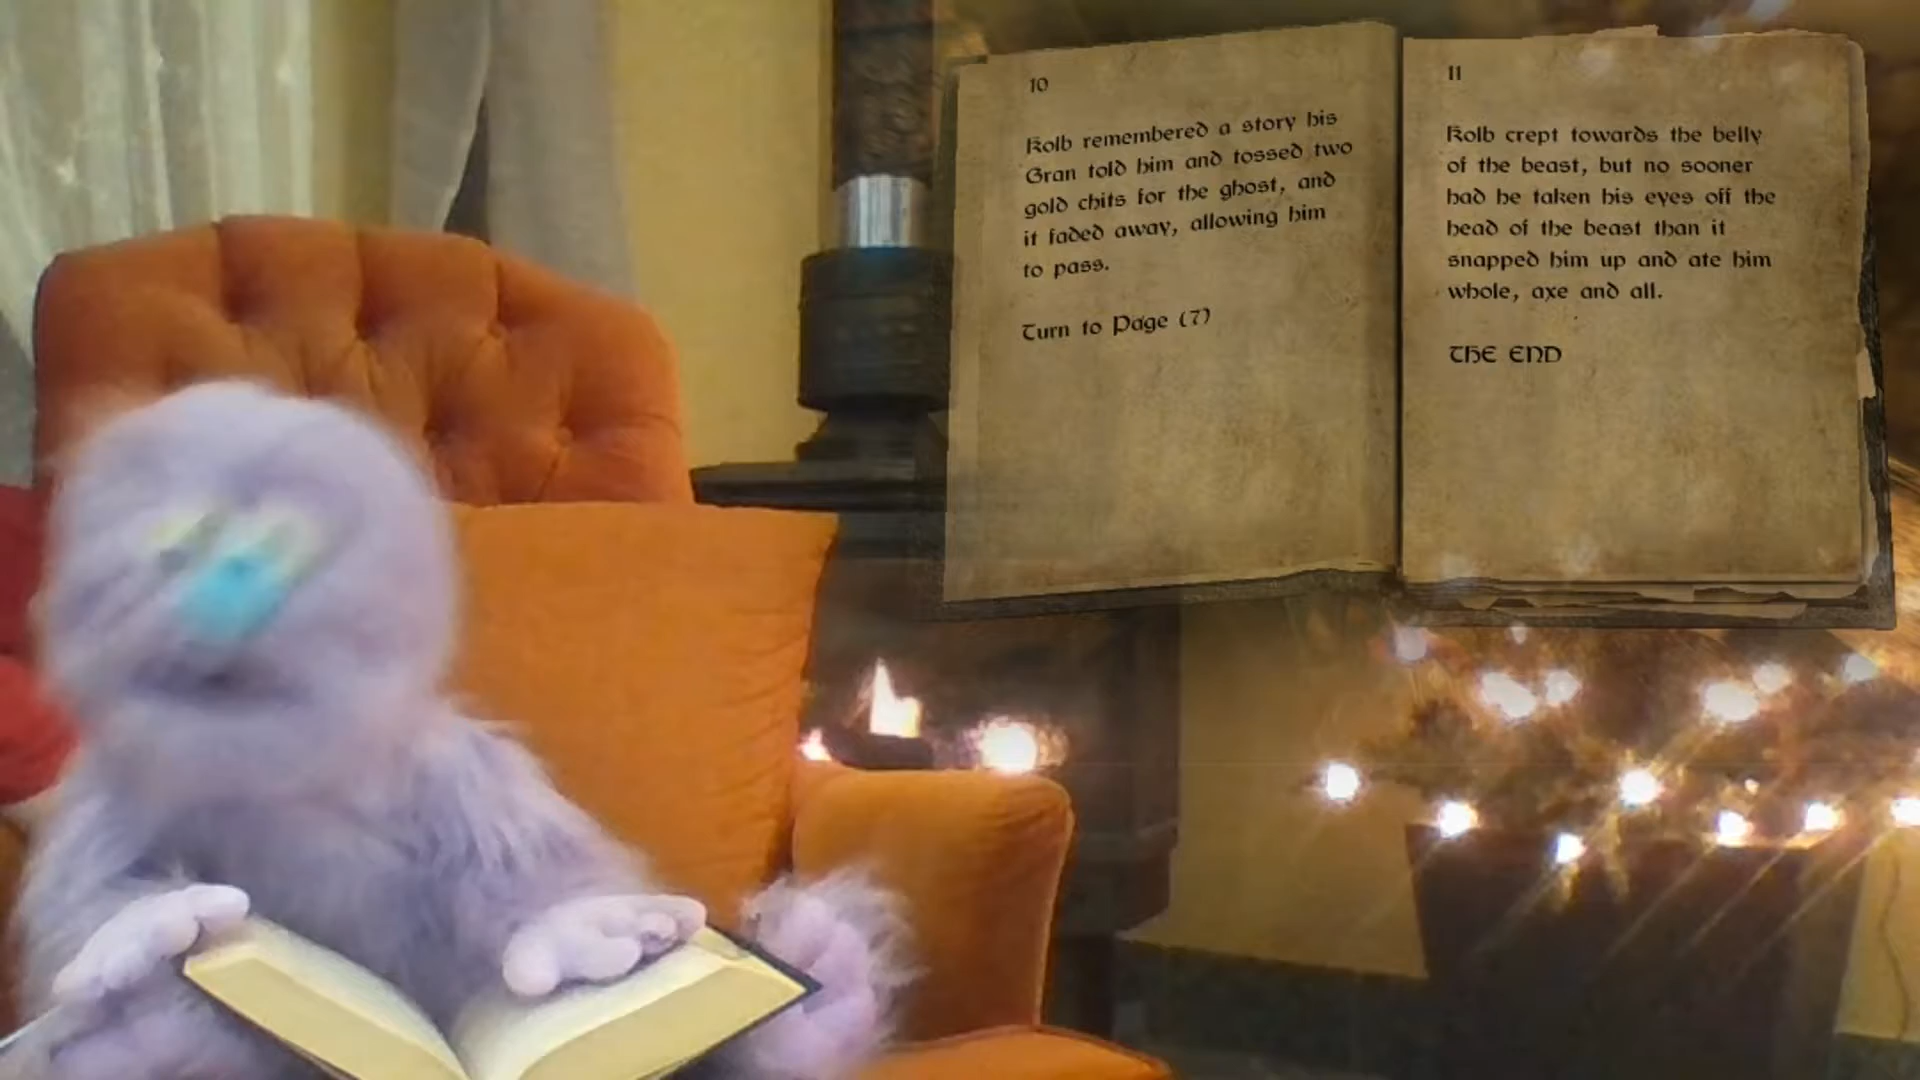 10
Kolb remembered a story his
Gran told him and tossed two
gold chits for the ghost, and
it faded away, allowing him
to pass.
Turn to Page (7)
11
Kolb crept towards the belly
of the beast, but no sooner
had he taken his eyes off the
head of the beast than it
snapped him up and ate him
whole, axe and all.
THE END